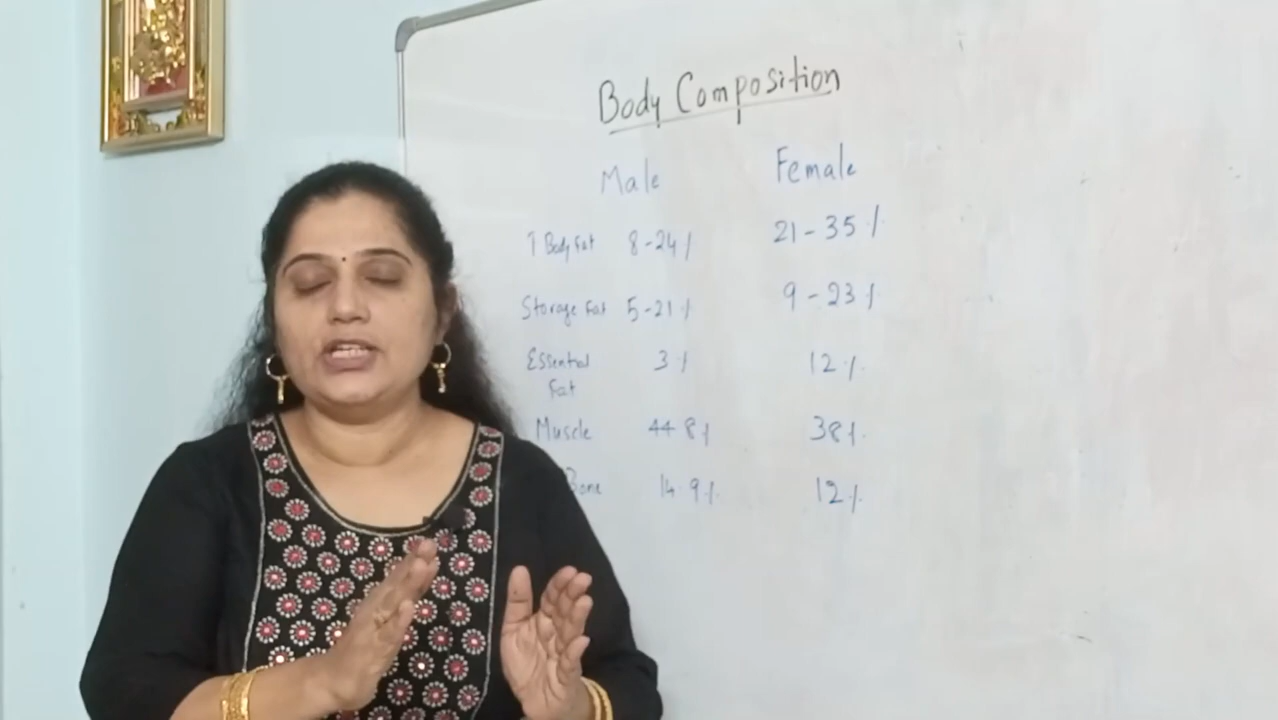 Body Composition
Male Female
T Body Fat 8-24% 21-35%
Storage Fat 5-21% 9-23%
Essential 3% 12%
Fat
Muscle 44 8% 38%
Bone 14 9% 12%